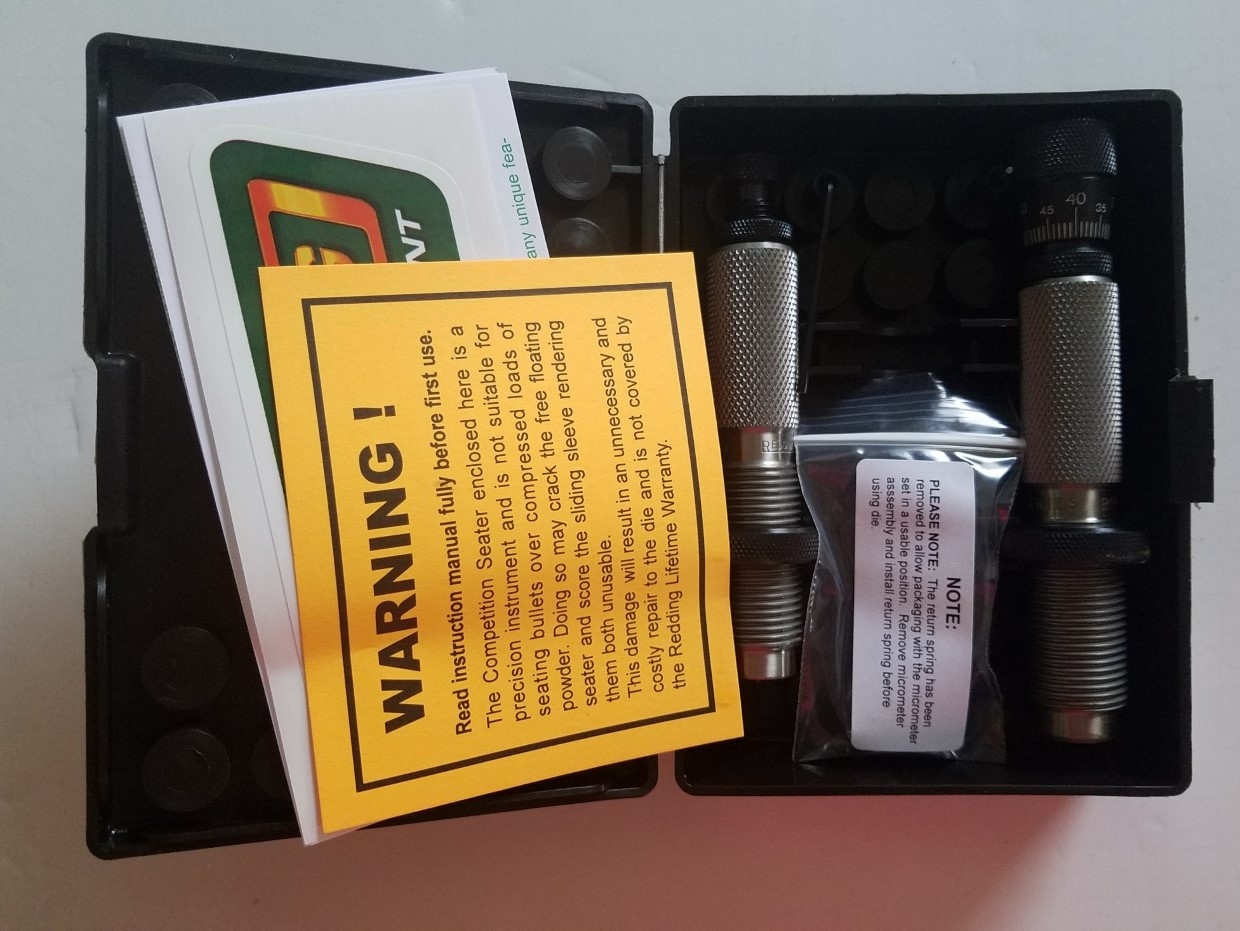 any unique fea-
NT
WARNING !
Read instruction manual fully before first use.
The Competition Seater enclosed here is a
precision instrument and is not suitable for
seating bullets over compressed loads of
powder. Doing so may crack the free floating
seater and score the sliding sleeve rendering
them both unusable.
This damage will result in an unnecessary and
costly repair to the die and is not covered by
the Redding Lifetime Warranty.
NOTE:
PLEASE NOTE: The return spring has been
removed to allow packaging with the micrometer
set in a usable position. Remove micrometer
asssembly and install return spring before
using die.
45 40 35